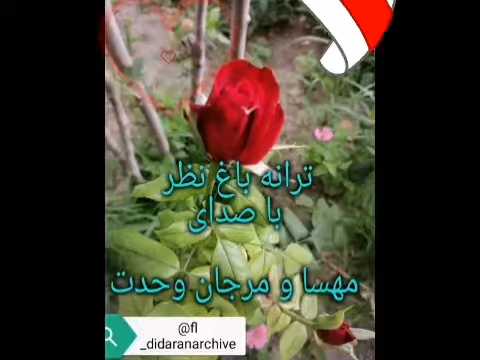 ترانه باغ نظر
با صدای
مهسا و مرجان وحدت
@fl
_didaranarchive